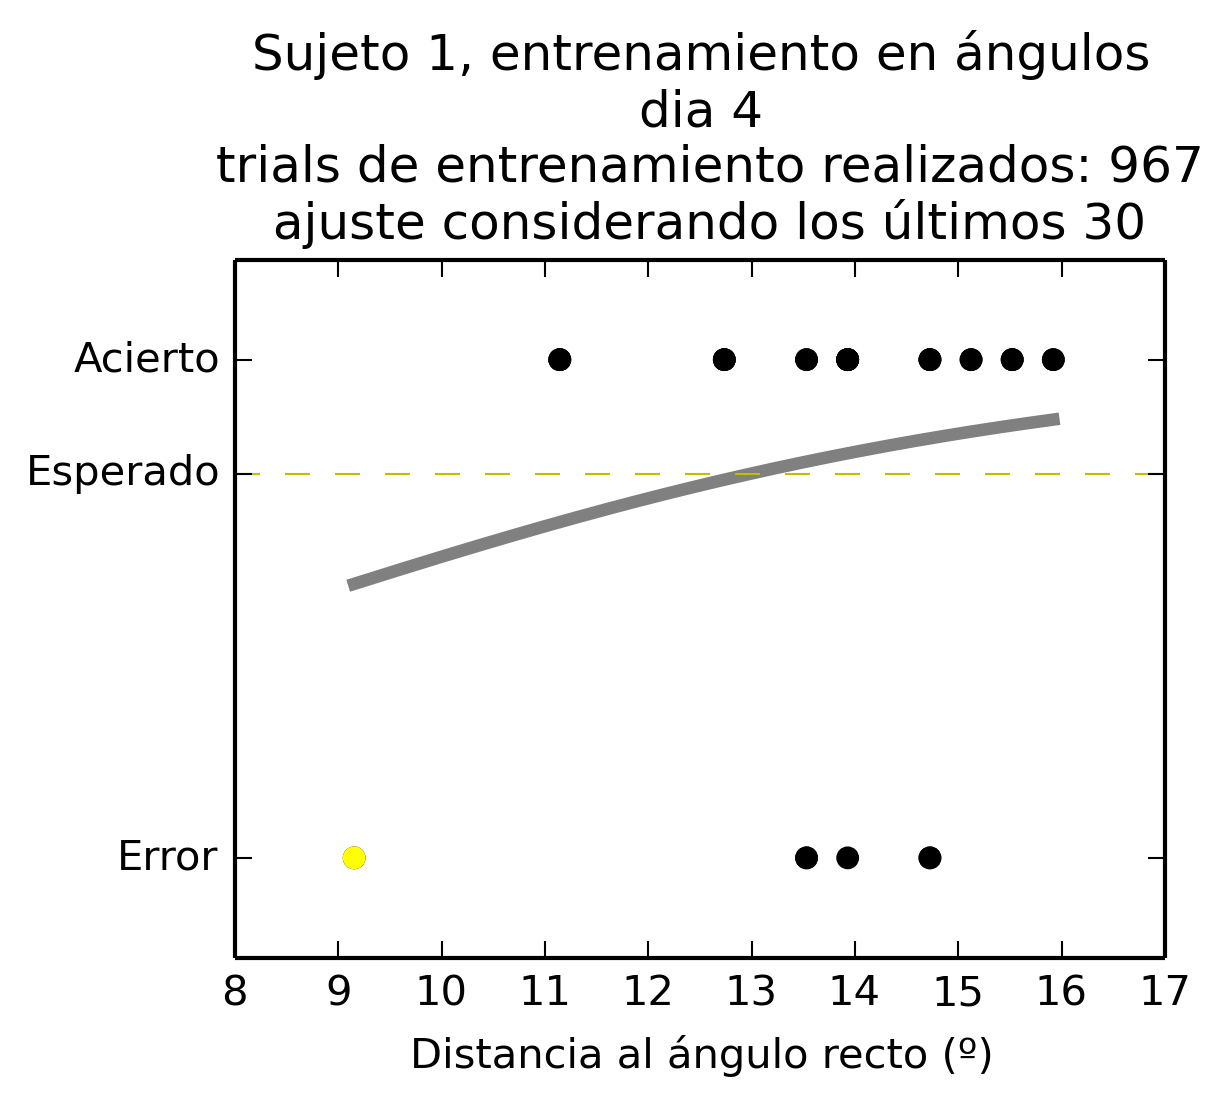 Sujeto 1, entrenamiento en ángulos
dia 4
trials de entrenamiento realizados: 967
ajuste considerando los últimos 30
Acierto
Esperado
Error
8 9 10 11 12 13 14 15 16 17
Distancia al ángulo recto (º)